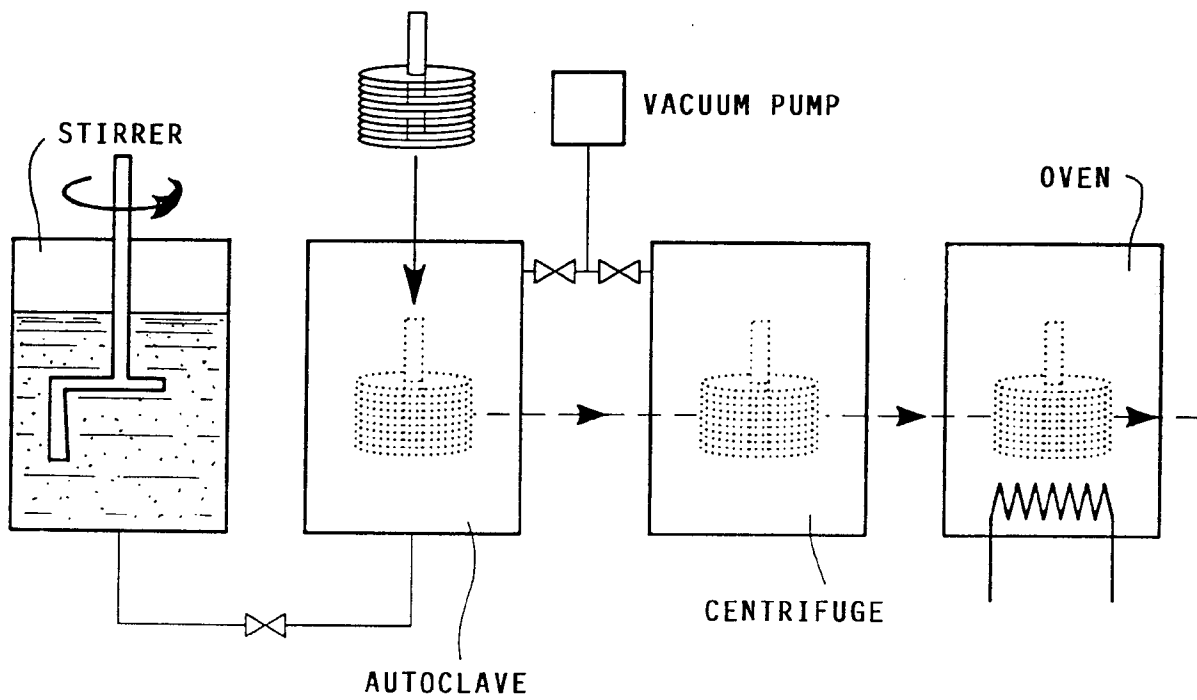 STIRRER
VACUUM PUMP
OVEN
CENTRIFUGE
AUTOCLAVE